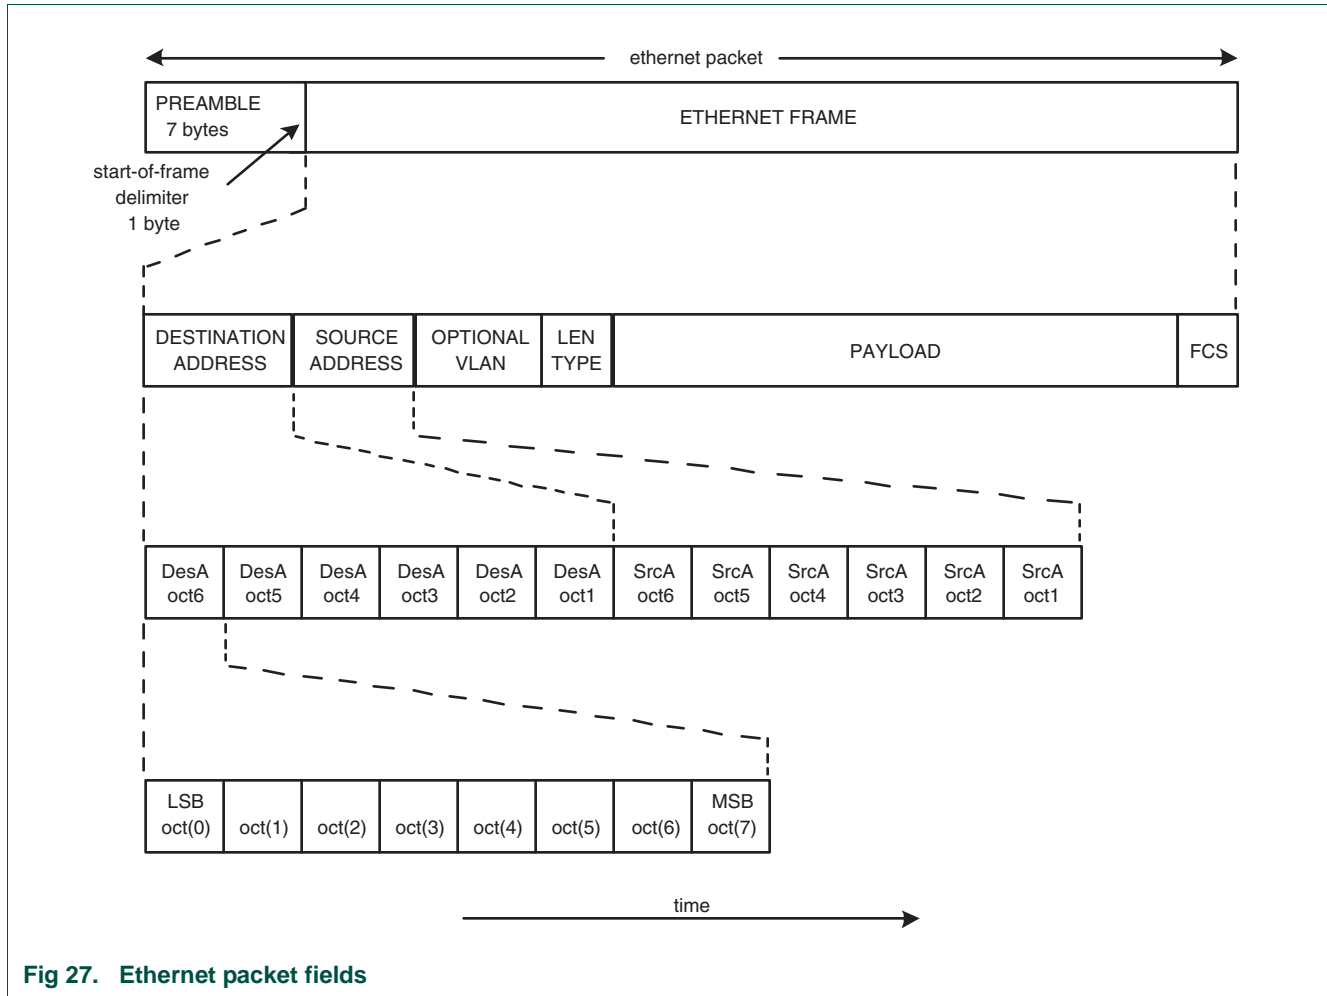 ethernet packet
PREAMBLE
7 bytes
ETHERNET FRAME
start-of-frame
delimiter
1 byte
DESTINATION
ADDRESS
SOURCE
ADDRESS
OPTIONAL
VLAN
LEN
TYPE
PAYLOAD
FCS
DesA
oct6
DesA
oct5
DesA
oct4
DesA
oct3
DesA
oct2
DesA
oct1
SrcA
oct6
SrcA
oct5
SrcA
oct4
SrcA
oct3
SrcA
oct2
SrcA
oct1
LSB
oct(0)
oct(1)
oct(2)
oct(3)
oct(4)
oct(5)
oct(6)
MSB
oct(7)
time
Fig 27. Ethernet packet fields